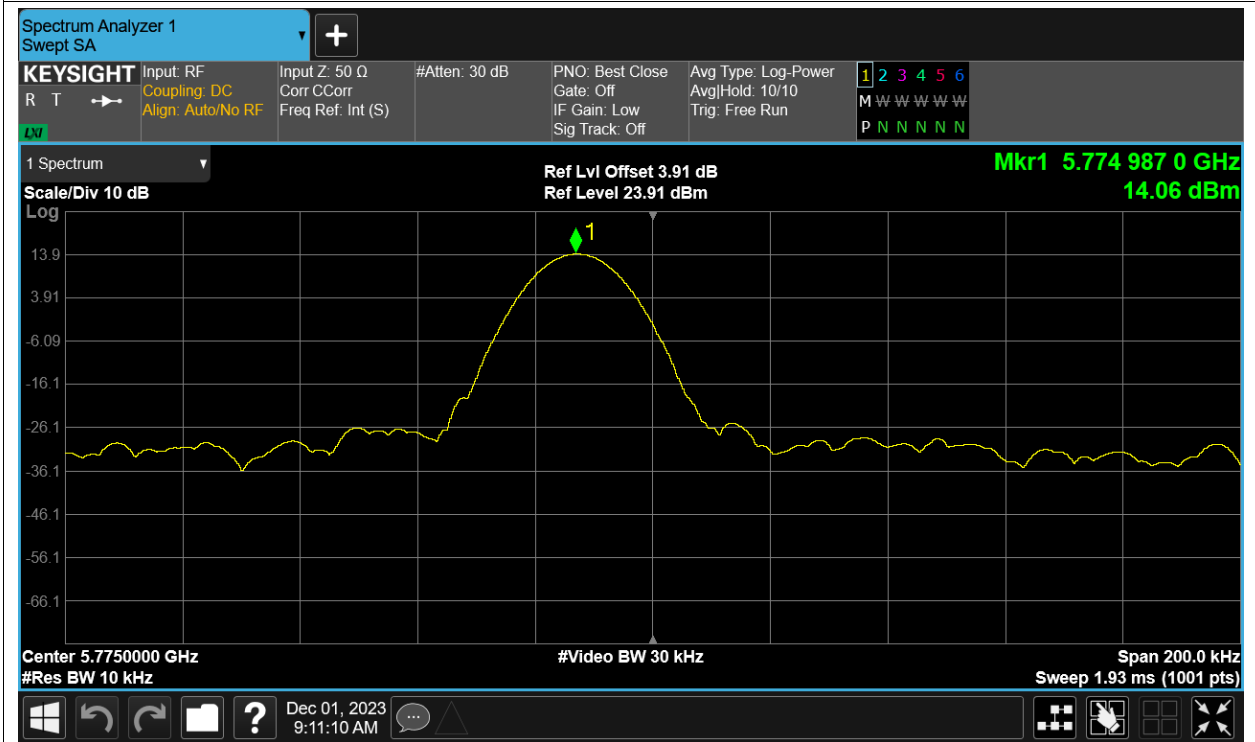 Spectrum Analyzer 1
Swept SA
+
KEYSIGHT
R T
LXI
Input: RF
Coupling: DC
Align: Auto/No RF
Input Z: 50 Ω
Corr CCorr
Freq Ref: Int (S)
#Atten: 30 dB
PNO: Best Close
Gate: Off
IF Gain: Low
Sig Track: Off
Avg Type: Log-Power
Avg|Hold: 10/10
Trig: Free Run
1 2 3 4 5 6
M W W W W W
P N N N N N
1 Spectrum
Scale/Div 10 dB
Log
Ref Lvl Offset 3.91 dB
Ref Level 23.91 dBm
Mkr1 5.774 987 0 GHz
14.06 dBm
1
13.9
3.91
-6.09
-16.1
-26.1
-36.1
-46.1
-56.1
-66.1
Center 5.7750000 GHz
#Res BW 10 kHz
#Video BW 30 kHz
Span 200.0 kHz
Sweep 1.93 ms (1001 pts)
?
Dec 01, 2023
9:11:10 AM